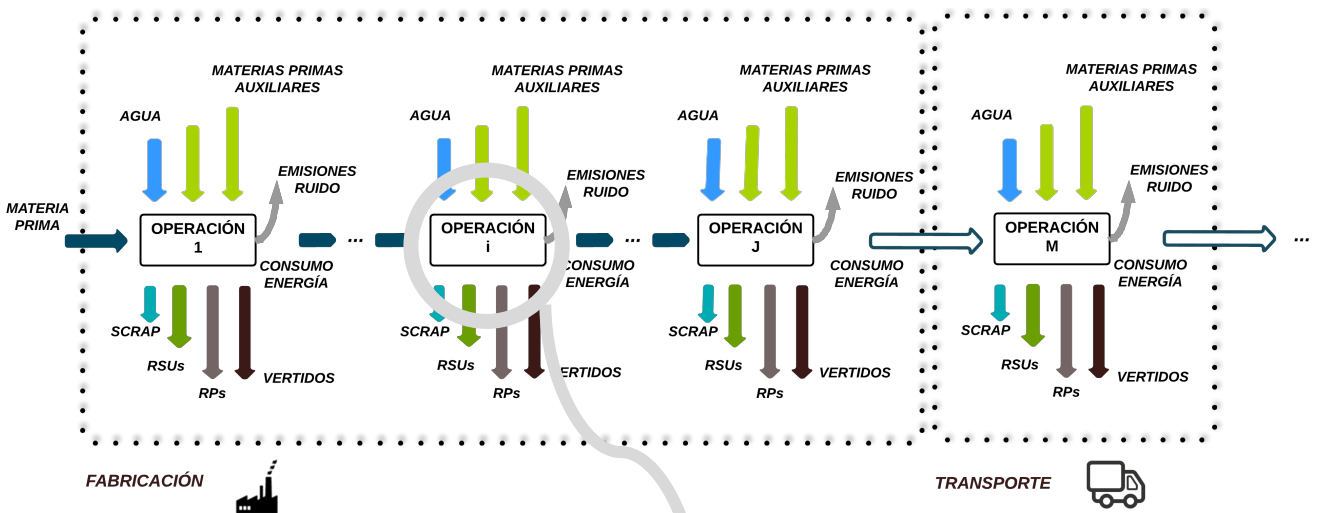 MATERIA
PRIMA
MATERIAS PRIMAS
AUXILIARES
AGUA
EMISIONES
RUIDO
OPERACIÓN
1
CONSUMO
ENERGÍA
SCRAP
RSUs
RPs
VERTIDOS
...
MATERIAS PRIMAS
AUXILIARES
AGUA
EMISIONES
RUIDO
OPERACIÓN
i
CONSUMO
ENERGÍA
SCRAP
RSUs
RPs
ERTIDOS
...
MATERIAS PRIMAS
AUXILIARES
AGUA
EMISIONES
RUIDO
OPERACIÓN
J
CONSUMO
ENERGÍA
SCRAP
RSUs
RPs
VERTIDOS
MATERIAS PRIMAS
AUXILIARES
AGUA
EMISIONES
RUIDO
OPERACIÓN
M
CONSUMO
ENERGÍA
SCRAP
RSUs
RPs
VERTIDOS
...
FABRICACIÓN
TRANSPORTE